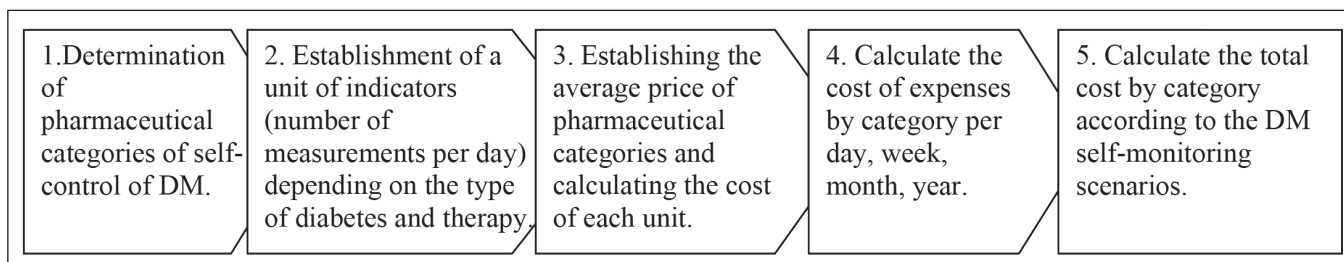 1.Determination
of
pharmaceutical
categories of self-
control of DM.
2. Establishment of a
unit of indicators
(number of
measurements per day)
depending on the type
of diabetes and therapy.
3. Establishing the
average price of
pharmaceutical
categories and
calculating the cost
of each unit.
4. Calculate the
cost of expenses
by category per
day, week,
month, year.
5. Calculate the total
cost by category
according to the DM
self-monitoring
scenarios.